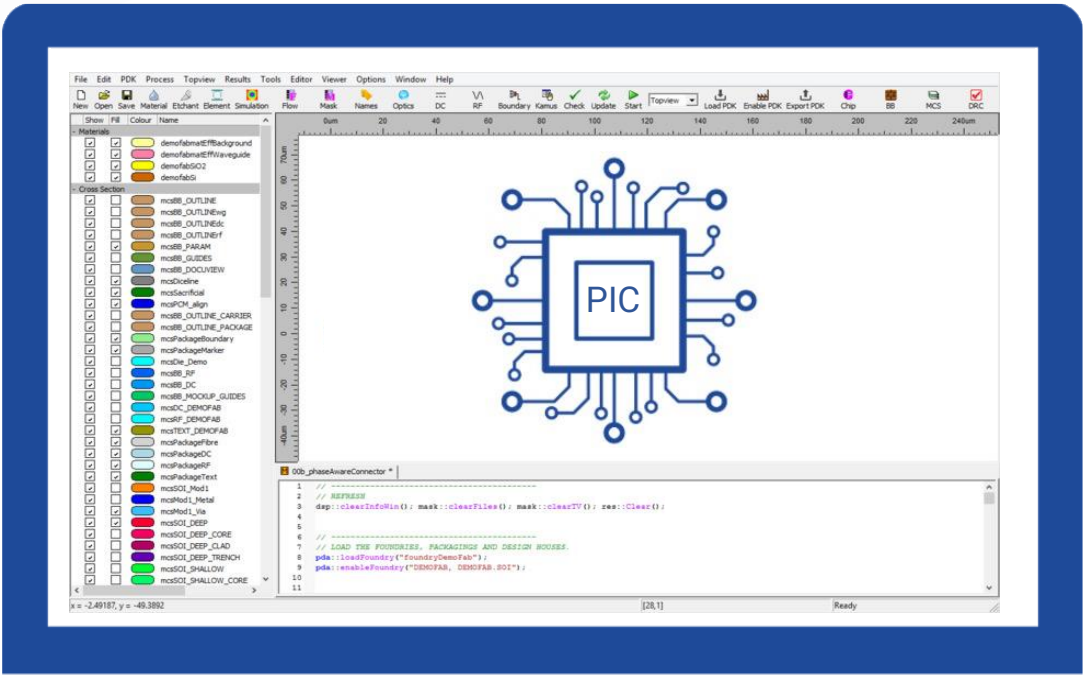 File Edit PDK Process Topview Results Tools Editor Viewer Options Window Help
New Open Save Material Etchant Element Simulation Flow Mask Names Optics DC RF Boundary Kamus Check Update Start Topview Load PDK Enable PDK Export PDK Chip BB MCS DRC
Show Fill Colour Name
Materials
demofabmatEffBackground
demofabmatEffWaveguide
demofabSiO2
demofabSi
Cross Section
mcsBB_OUTLINE
mcsBB_OUTLINEwg
mcsBB_OUTLINEdc
mcsBB_OUTLINErf
mcsBB_PARAM
mcsBB_GUIDES
mcsBB_DOCUVIEW
mcsDiceline
mcsSacrificial
mcsPCM_align
mcsBB_OUTLINE_CARRIER
mcsBB_OUTLINE_PACKAGE
mcsPackageBoundary
mcsPackageMarker
mcsDie_Demo
mcsBB_RF
mcsBB_DC
mcsBB_MOCKUP_GUIDES
mcsDC_DEMOFAB
mcsRF_DEMOFAB
mcsTEXT_DEMOFAB
mcsPackageFibre
mcsPackageDC
mcsPackageRF
mcsPackageText
mcsSOI_Mod1
mcsMod1_Metal
mcsMod1_Via
mcsSOI_DEEP
mcsSOI_DEEP_CORE
mcsSOI_DEEP_CLAD
mcsSOI_DEEP_TRENCH
mcsSOI_SHALLOW
mcsSOI_SHALLOW_CORE
0um 20 40 60 80 100 120 140 160 180 200 220 240um
70um
60
50
40
30
20
10
0
-10
-20
-30
-40um
PIC
00b_phaseAwareConnector *
1 // ------------------------------------------
2 // REFRESH
3 dsp::clearInfoWin(); mask::clearFiles(); mask::clearTV(); res::Clear();
4
5
6 // ------------------------------------------
7 // LOAD THE FOUNDRIES, PACKAGINGS AND DESIGN HOUSES.
8 pda::loadFoundry("foundryDemoFab");
9 pda::enableFoundry("DEMOFAB, DEMOFAB.SOI");
10
11
x = -2.49187, y = -49.3892 [28,1] Ready